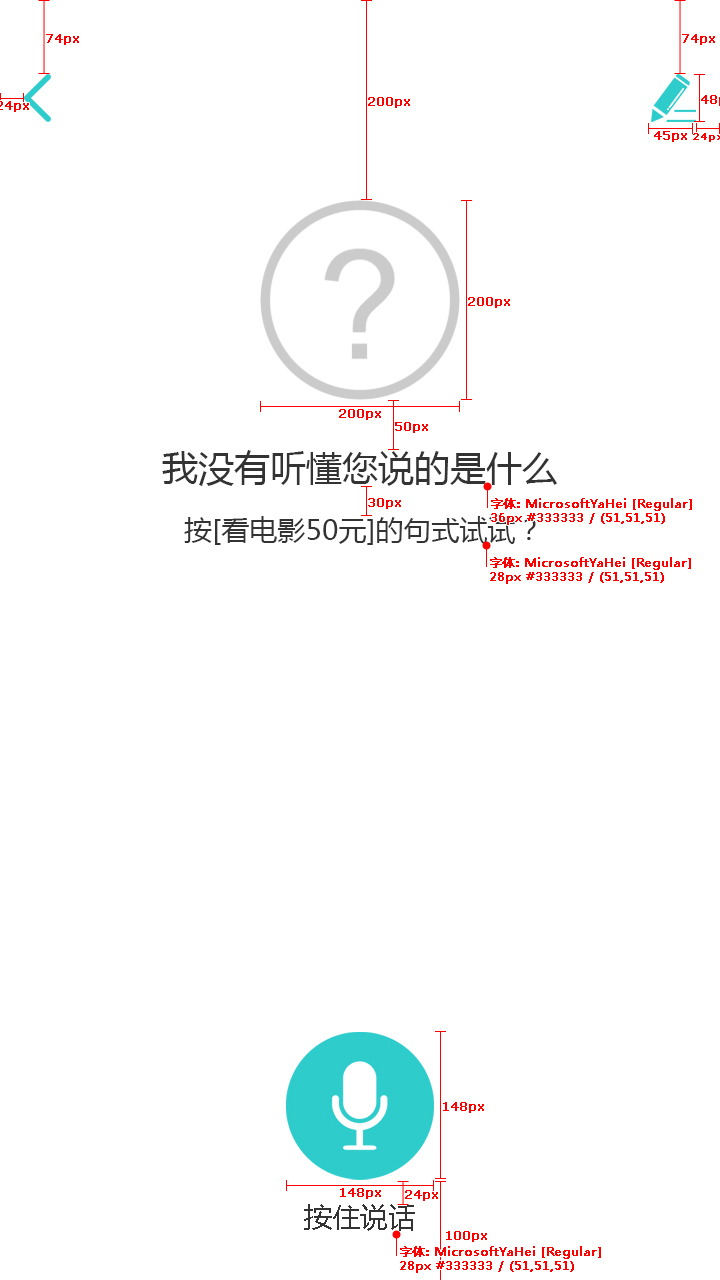 74px
74px
24px
200px
48p
45px
24px
?
200px
200px
50px
我没有听懂您说的是什么
30px
字体: MicrosoftYaHei [Regular]
36px #333333 / (51,51,51)
按[看电影50元]的句式试试？
字体: MicrosoftYaHei [Regular]
28px #333333 / (51,51,51)
148px
148px
24px
按住说话
100px
字体: MicrosoftYaHei [Regular]
28px #333333 / (51,51,51)